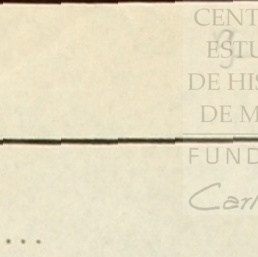 CENT
ESTU
DE HIS
DE M
FUND
Carl
....